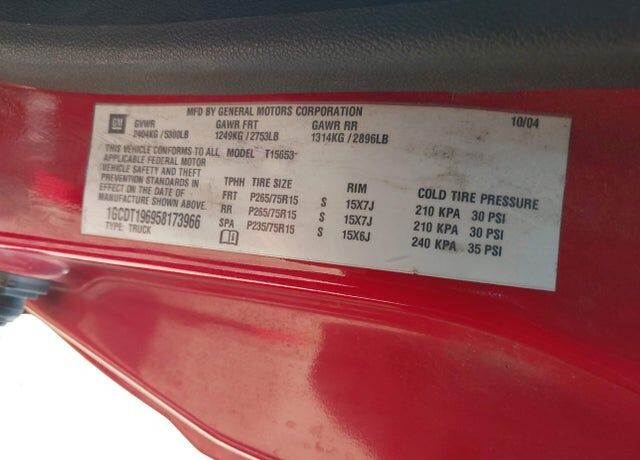 MFD BY GENERAL MOTORS CORPORATION 10/04
GM GVWR GAWR FRT GAWR RR
2404KG / 5300LB 1249KG / 2753LB 1314KG / 2896LB
THIS VEHICLE CONFORMS TO ALL MODEL T15653
APPLICABLE FEDERAL MOTOR
VEHICLE SAFETY AND THEFT
PREVENTION STANDARDS IN
EFFECT ON THE DATE OF
MANUFACTURE SHOWN ABOVE.
1GCDT196958173966
TYPE: TRUCK
TPHH TIRE SIZE COLD TIRE PRESSURE
FRT P265/75R15 S 15X7J 210 KPA 30 PSI
RR P265/75R15 S 15X7J 210 KPA 30 PSI
SPA P235/75R15 S 15X6J 240 KPA 35 PSI